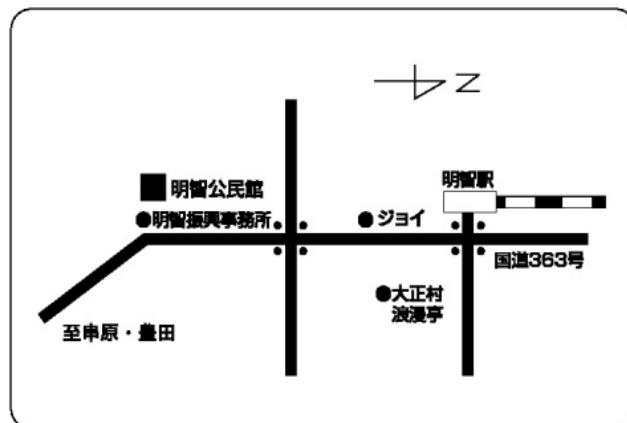 N
明智駅
明智公民館
明智振興事務所
ジョイ
国道363号
大正村
浪漫亭
至串原・豊田